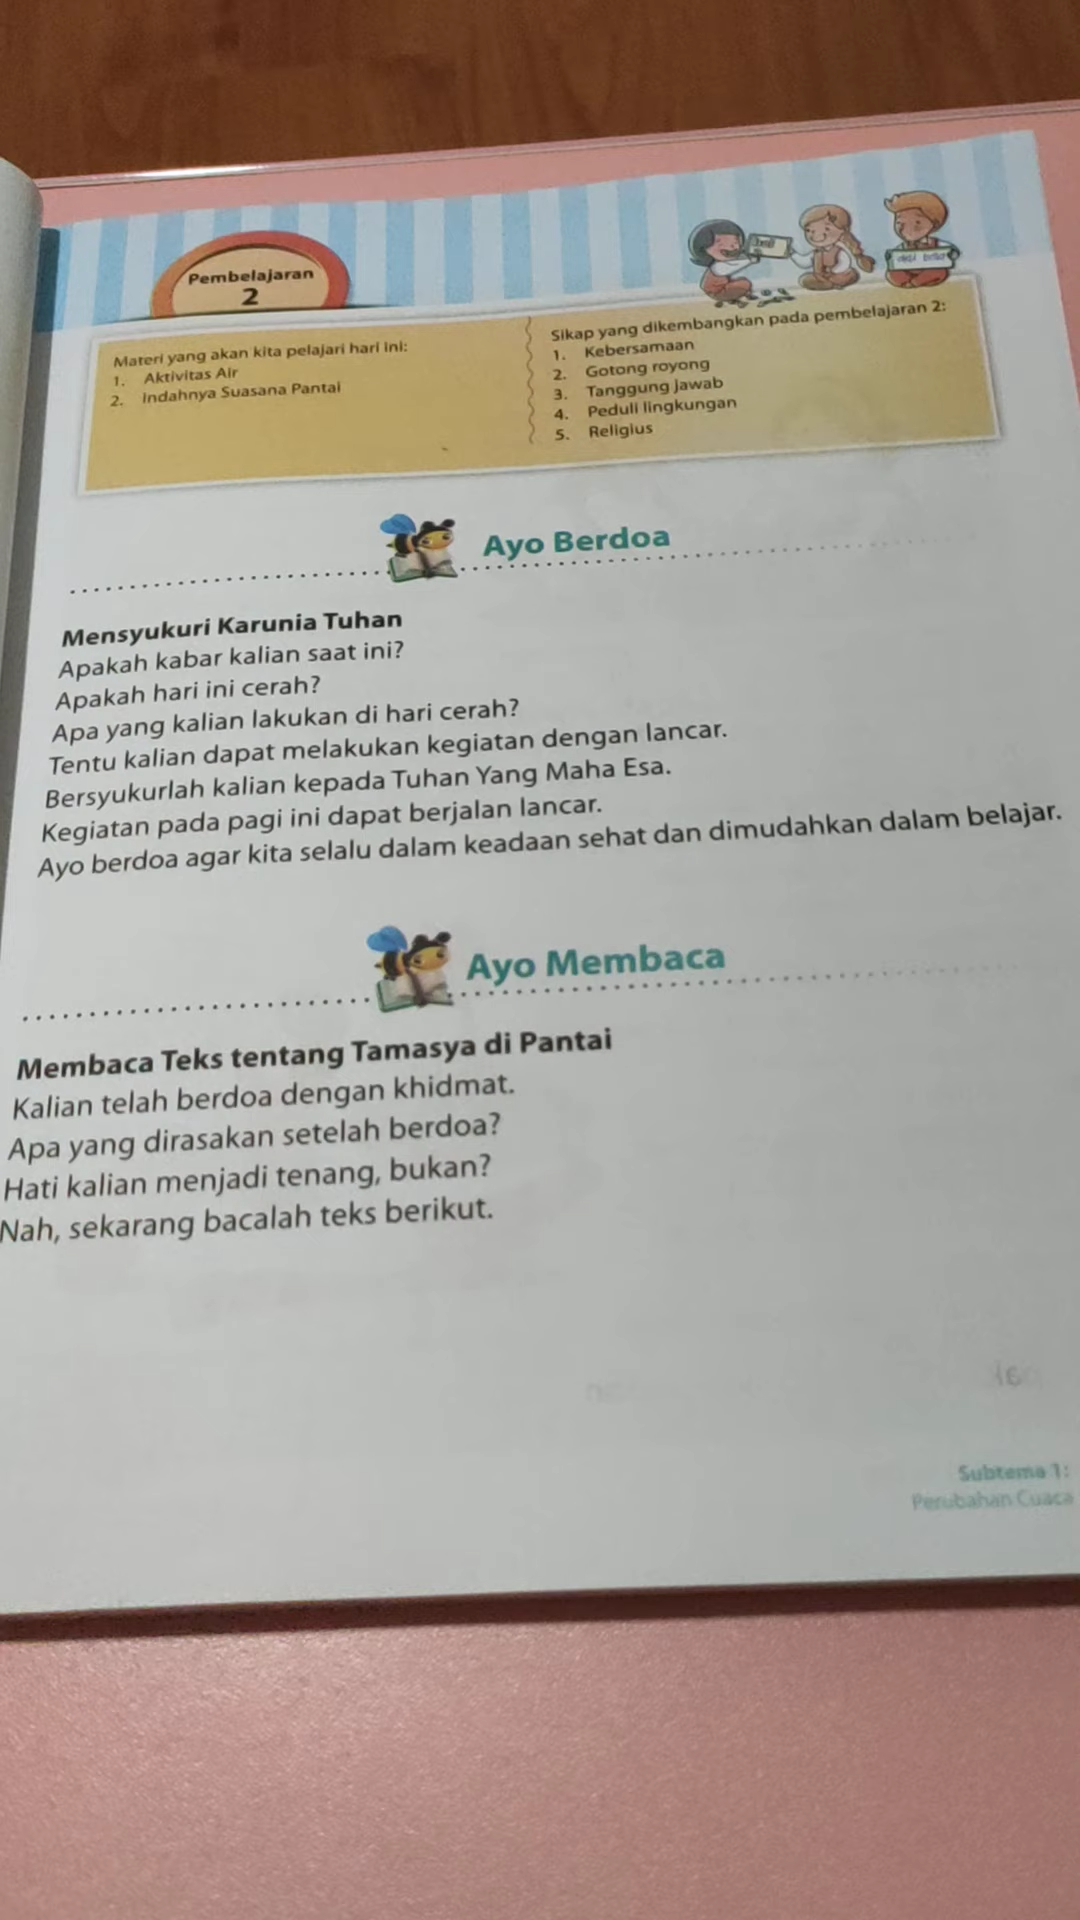 Pembelajaran
2
Materi yang akan kita pelajari hari ini:
1. Aktivitas Air
2. Indahnya Suasana Pantai
Sikap yang dikembangkan pada pembelajaran 2:
1. Kebersamaan
2. Gotong royong
3. Tanggung jawab
4. Peduli lingkungan
5. Religius
Ayo Berdoa
Mensyukuri Karunia Tuhan
Apakah kabar kalian saat ini?
Apakah hari ini cerah?
Apa yang kalian lakukan di hari cerah?
Tentu kalian dapat melakukan kegiatan dengan lancar.
Bersyukurlah kalian kepada Tuhan Yang Maha Esa.
Kegiatan pada pagi ini dapat berjalan lancar.
Ayo berdoa agar kita selalu dalam keadaan sehat dan dimudahkan dalam belajar.
Ayo Membaca
Membaca Teks tentang Tamasya di Pantai
Kalian telah berdoa dengan khidmat.
Apa yang dirasakan setelah berdoa?
Hati kalian menjadi tenang, bukan?
Nah, sekarang bacalah teks berikut.
Subtema 1:
Perubahan Cuaca